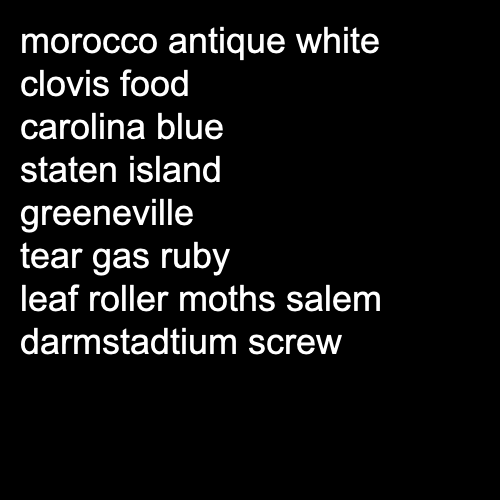 morocco antique white
clovis food
carolina blue
staten island
greeneville
tear gas ruby
leaf roller moths salem
darmstadtium screw